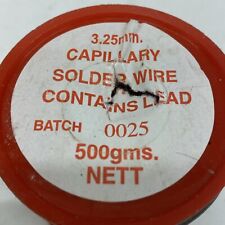 3.25mm.
CAPILLARY
SOLDER WIRE
CONTAINS LEAD
BATCH 0025
500gms.
NETT